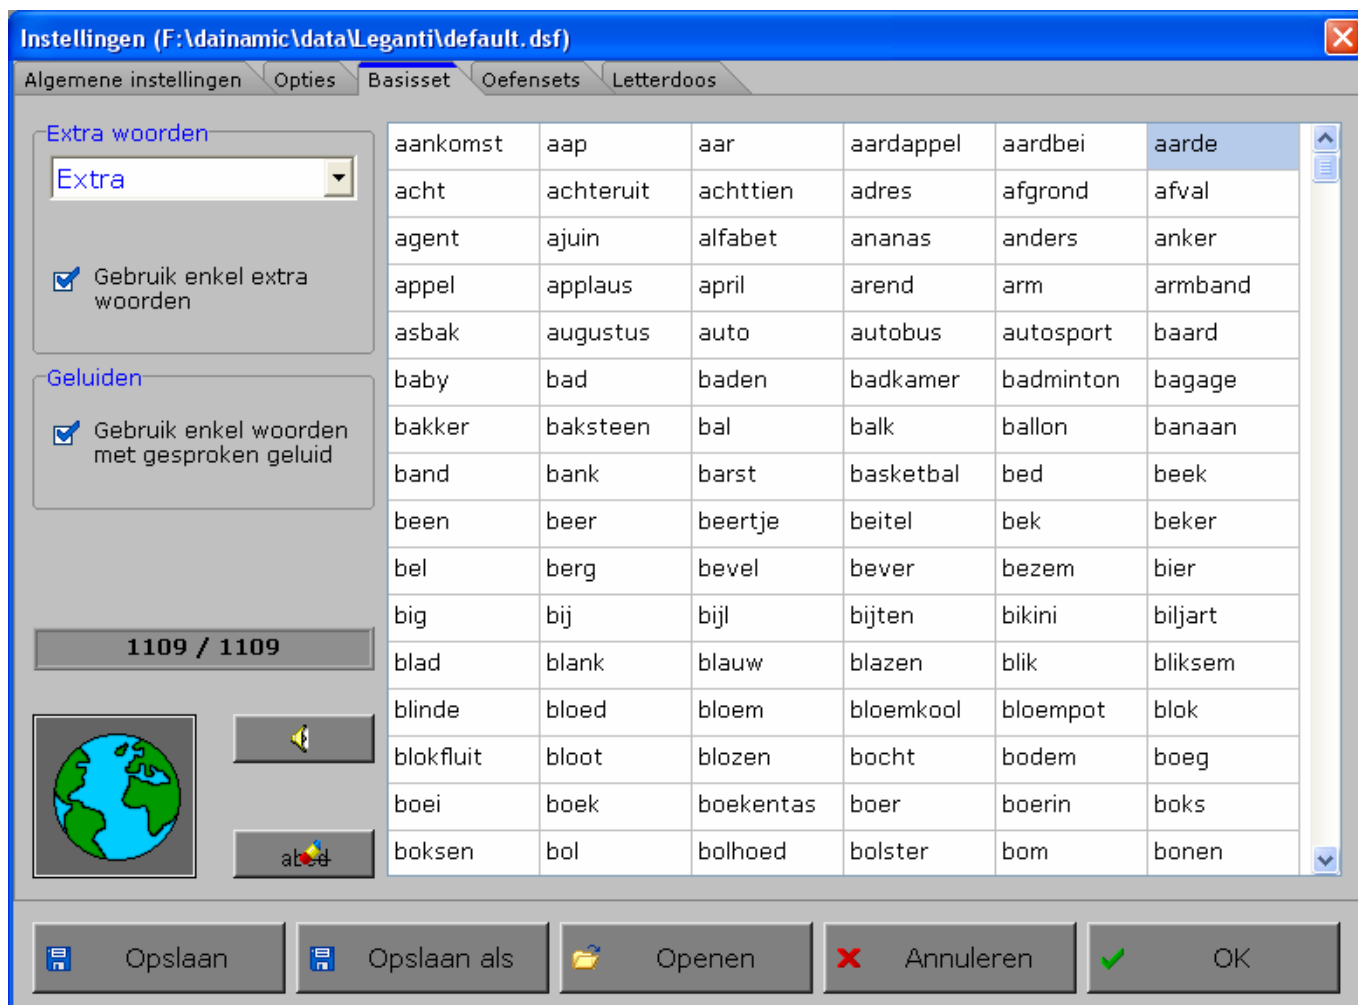 Instellingen (F:\dainamic\data\Leganti\default.dsf)
Algemene instellingen Opties Basisset Oefensets Letterdoos
Extra woorden
Extra
Gebruik enkel extra
woorden
Geluiden
Gebruik enkel woorden
met gesproken geluid
1109 / 1109
abcd
aankomst aap aar aardappel aardbei aarde
acht achteruit achttien adres afgrond afval
agent ajuin alfabet ananas anders anker
appel applaus april arend arm armband
asbak augustus auto autobus autosport baard
baby bad baden badkamer badminton bagage
bakker baksteen bal balk ballon banaan
band bank barst basketbal bed beek
been beer beertje beitel bek beker
bel berg bevel bever bezem bier
big bij bijl bijten bikini biljart
blad blank blauw blazen blik bliksem
blinde bloed bloem bloemkool bloempot blok
blokfluit bloot blozen bocht bodem boeg
boei boek boekentas boer boerin boks
boksen bol bolhoed bolster bom bonen
Opslaan Opslaan als Openen Annuleren OK